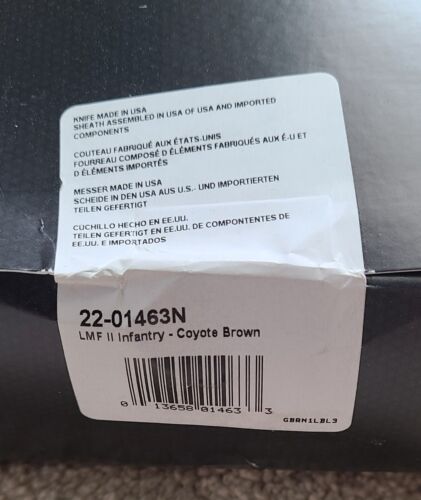 KNIFE MADE IN USA
SHEATH ASSEMBLED IN USA OF USA AND IMPORTED
COMPONENTS
COUTEAU FABRIQUÉ AUX ÉTATS-UNIS
FOURREAU COMPOSÉ D ÉLÉMENTS FABRIQUÉS AUX É-U ET
D ÉLÉMENTS IMPORTÉS
MESSER MADE IN USA
SCHEIDE IN DEN USA AUS U.S.- UND IMPORTIERTEN
TEILEN GEFERTIGT
CUCHILLO HECHO EN EE.UU.
TEILEN GEFERTIGT EN EE.UU. DE COMPONTENTES DE
EE.UU. E IMPORTADOS
22-01463N
LMF II Infantry - Coyote Brown
0 13658 01463 3
GBRN1LBL3